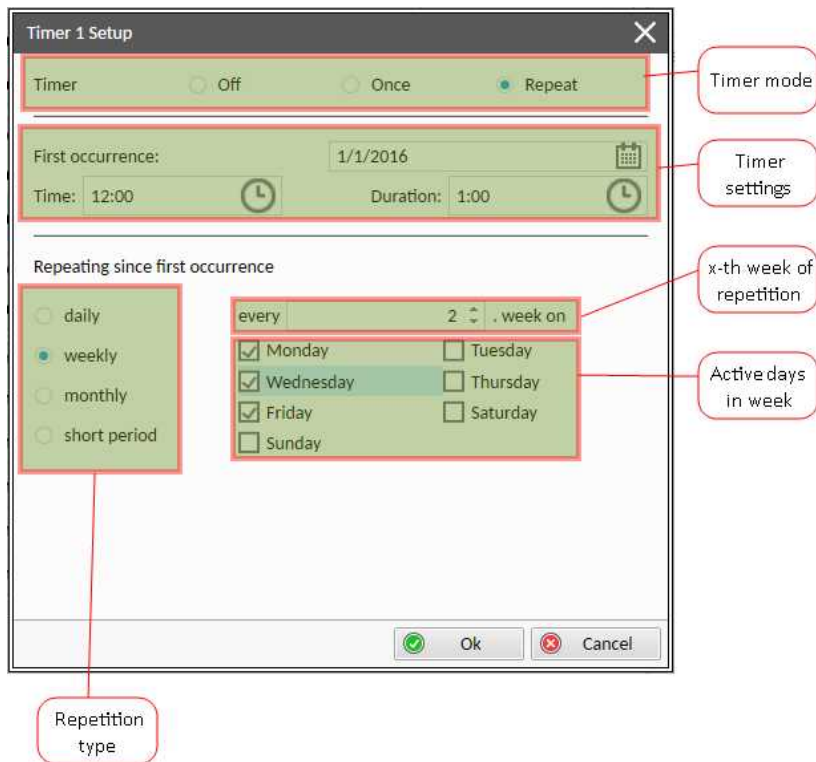 Timer 1 Setup
Timer Off Once Repeat
Timer mode
First occurrence: 1/1/2016
Time: 12:00 Duration: 1:00
Timer
settings
Repeating since first occurrence
x-th week of
repetition
daily
weekly
monthly
short period
every 2 . week on
Monday Tuesday
Wednesday Thursday
Friday Saturday
Sunday
Active days
in week
Ok Cancel
Repetition
type